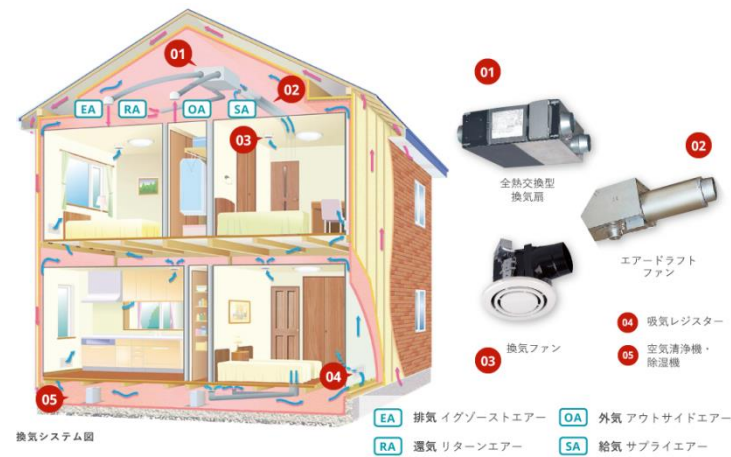 01
02
EA
RA
OA
SA
03
04
05
換気システム図
01
全熱交換型
換気扇
02
エアードラフト
ファン
03
換気ファン
04 吸気レジスター
05 空気清浄機・
除湿機
EA 排気 イグゾーストエアー
OA 外気 アウトサイドエアー
RA 還気 リターンエアー
SA 給気 サプライエアー